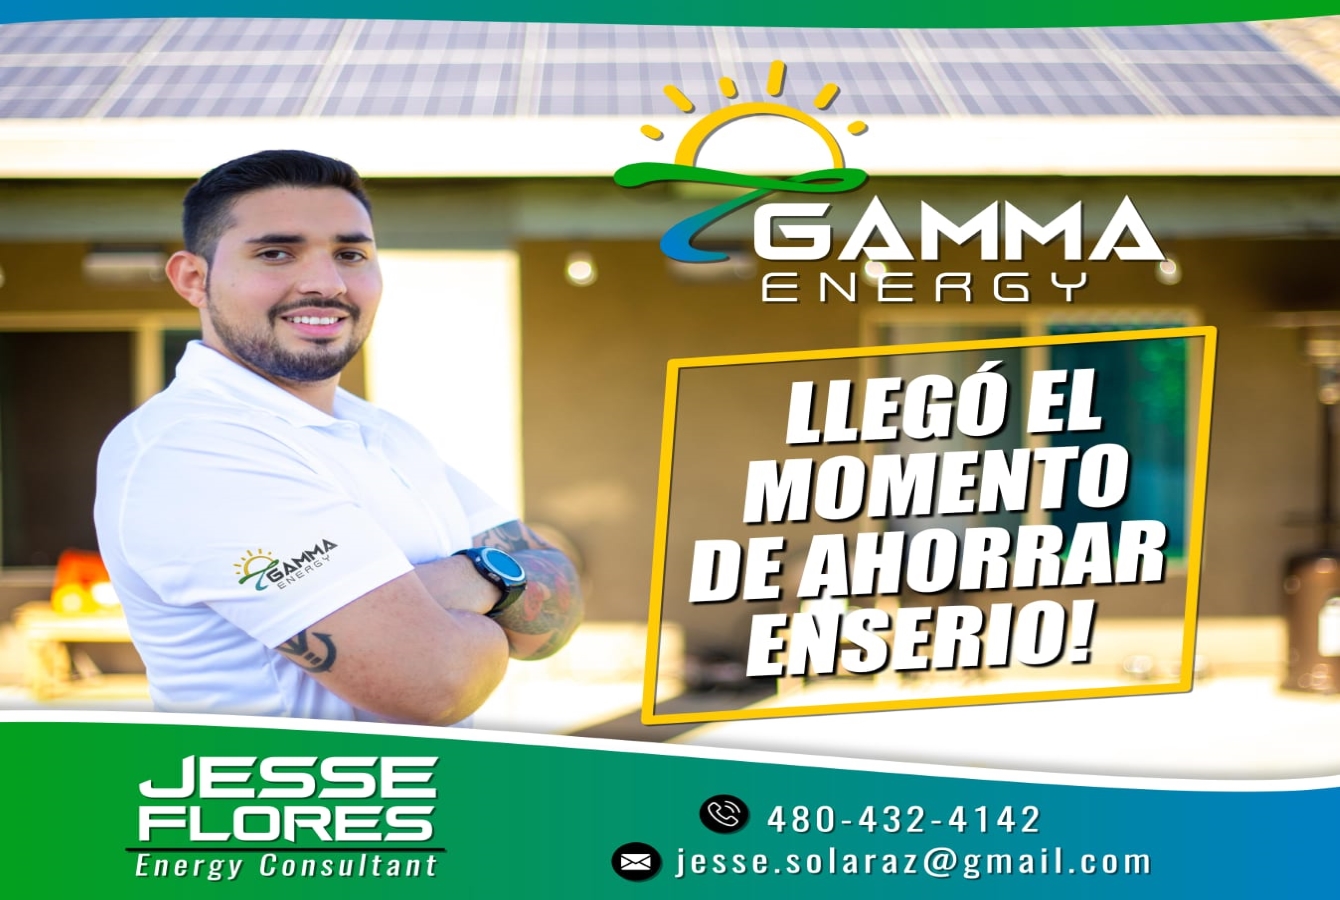 GAMMA
ENERGY
LLEGÓ EL
MOMENTO
DE AHORRAR
ENSERIO!
GAMMA
ENERGY
JESSE
FLORES
Energy Consultant
480-432-4142
jesse.solaraz@gmail.com